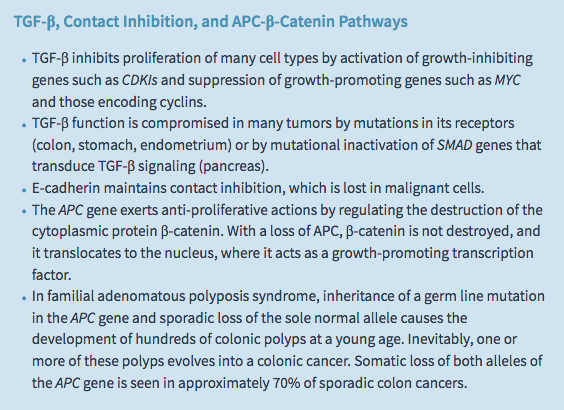 TGF-β, Contact Inhibition, and APC-β-Catenin Pathways
• TGF-β inhibits proliferation of many cell types by activation of growth-inhibiting
genes such as CDKIs and suppression of growth-promoting genes such as MYC
and those encoding cyclins.
• TGF-β function is compromised in many tumors by mutations in its receptors
(colon, stomach, endometrium) or by mutational inactivation of SMAD genes that
transduce TGF-β signaling (pancreas).
• E-cadherin maintains contact inhibition, which is lost in malignant cells.
• The APC gene exerts anti-proliferative actions by regulating the destruction of the
cytoplasmic protein β-catenin. With a loss of APC, β-catenin is not destroyed, and
it translocates to the nucleus, where it acts as a growth-promoting transcription
factor.
• In familial adenomatous polyposis syndrome, inheritance of a germ line mutation
in the APC gene and sporadic loss of the sole normal allele causes the
development of hundreds of colonic polyps at a young age. Inevitably, one or
more of these polyps evolves into a colonic cancer. Somatic loss of both alleles of
the APC gene is seen in approximately 70% of sporadic colon cancers.